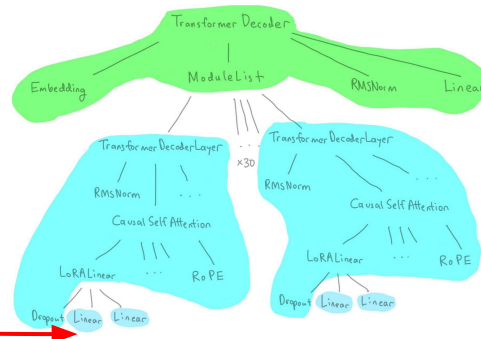 Transformer Decoder
Embedding
ModuleList
RMSNorm
Linear
TransformerDecoderLayer
...
x30
TransformerDecoderLayer
RMSNorm
...
Causal Self Attention
LoRALinear
...
RoPE
Dropout
Linear
Linear
RMSNorm
...
Causal Self Attention
LoRALinear
...
RoPE
Dropout
Linear
Linear